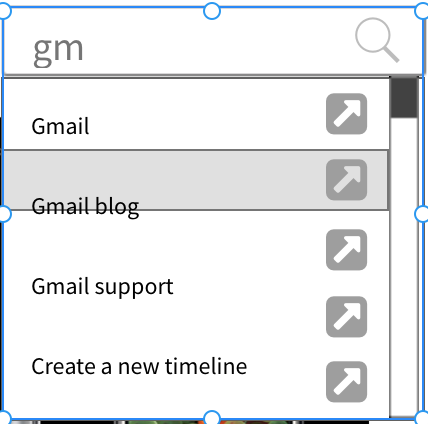 gm
Gmail
Gmail blog
Gmail support
Create a new timeline